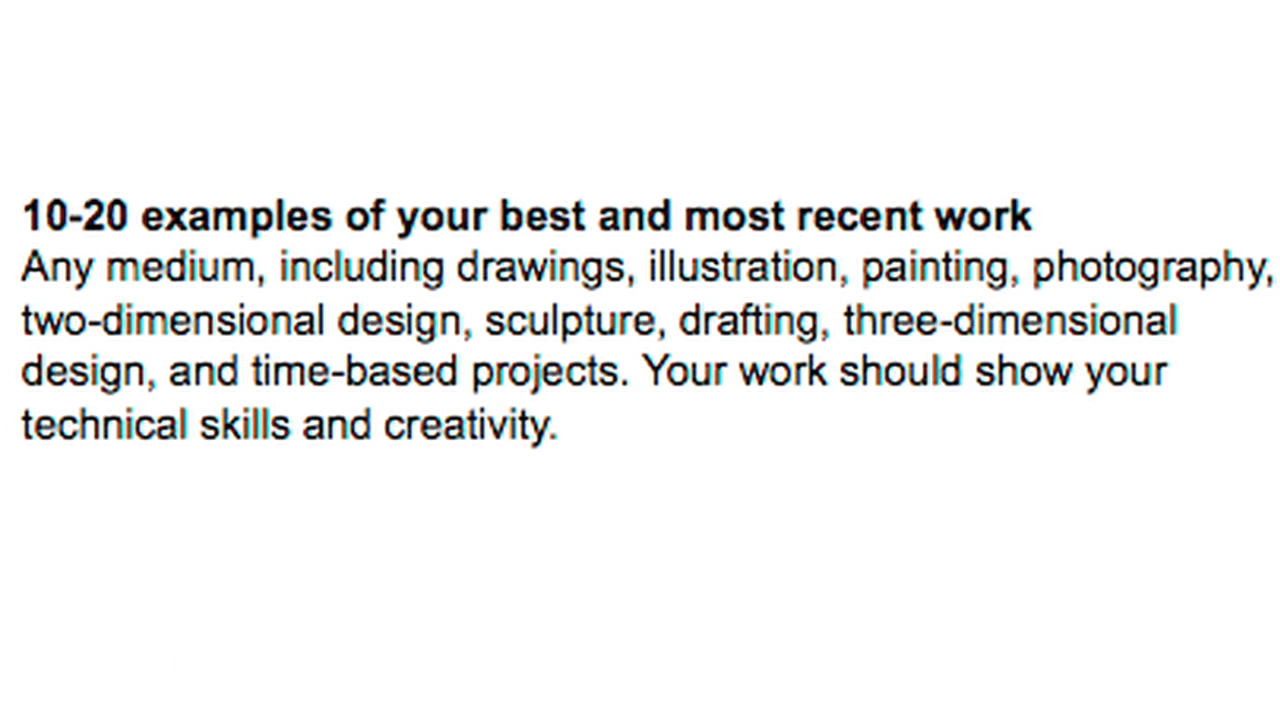 10-20 examples of your best and most recent work
Any medium, including drawings, illustration, painting, photography,
two-dimensional design, sculpture, drafting, three-dimensional
design, and time-based projects. Your work should show your
technical skills and creativity.